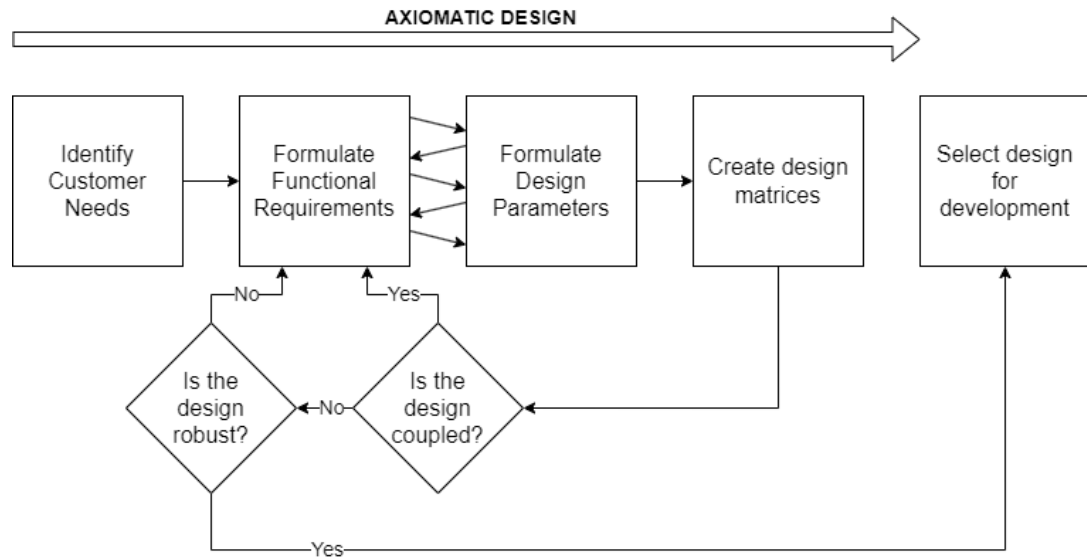 AXIOMATIC DESIGN
Identify
Customer
Needs
Formulate
Functional
Requirements
Formulate
Design
Parameters
Create design
matrices
Select design
for
development
No
Yes
Is the
design
robust?
No
Is the
design
coupled?
Yes